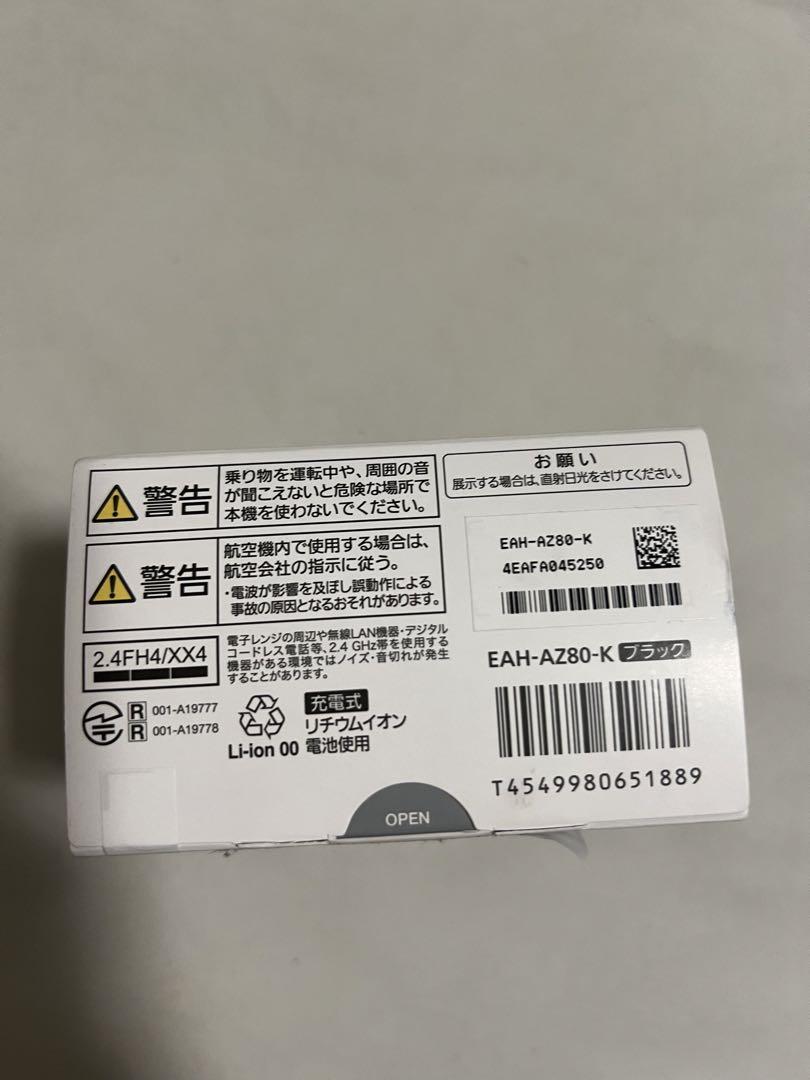 警告
乗り物を運転中や、周囲の音
が聞こえないと危険な場所で
本機を使わないでください。
警告
航空機内で使用する場合は、
航空会社の指示に従う。
・電波が影響を及ぼし誤動作による
事故の原因となるおそれがあります。
2.4FH4/XX4
電子レンジの周辺や無線LAN機器・デジタル
コードレス電話等、2.4 GHz帯を使用する
機器がある環境ではノイズ・音切れが発生
することがあります。
R 001-A19777
R 001-A19778
Li-ion 00
充電式
リチウムイオン
電池使用
お願い
展示する場合は、直射日光をさけてください。
EAH-AZ80-K
4EAFA045250
EAH-AZ80-K ブラック
T4549980651889
OPEN